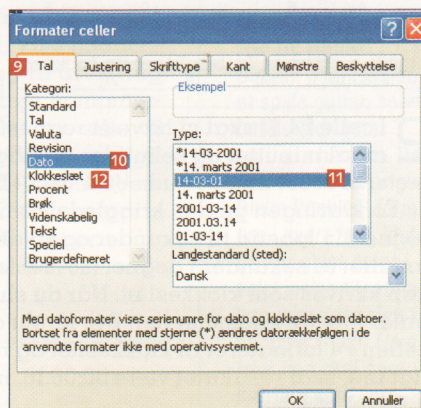 Formater celler
9 Tal Justering Skrifttype Kant Mønstre Beskyttelse
Kategori:
Standard
Tal
Valuta
Revision
Dato 10
Klokkeslæt
12
Procent
Brøk
Videnskabelig
Tekst
Speciel
Brugerdefineret
Eksempel
Type:
*14-03-2001
*14. marts 2001
14-03-01 11
14. marts 2001
2001-03-14
2001.03.14
01-03-14
Landestandard (sted):
Dansk
Med datoformater vises serienumre for dato og klokkeslæt som datoer.
Bortset fra elementer med stjerne (*) ændres datorækkefølgen i de
anvendte formater ikke med operativsystemet.
OK Annuller